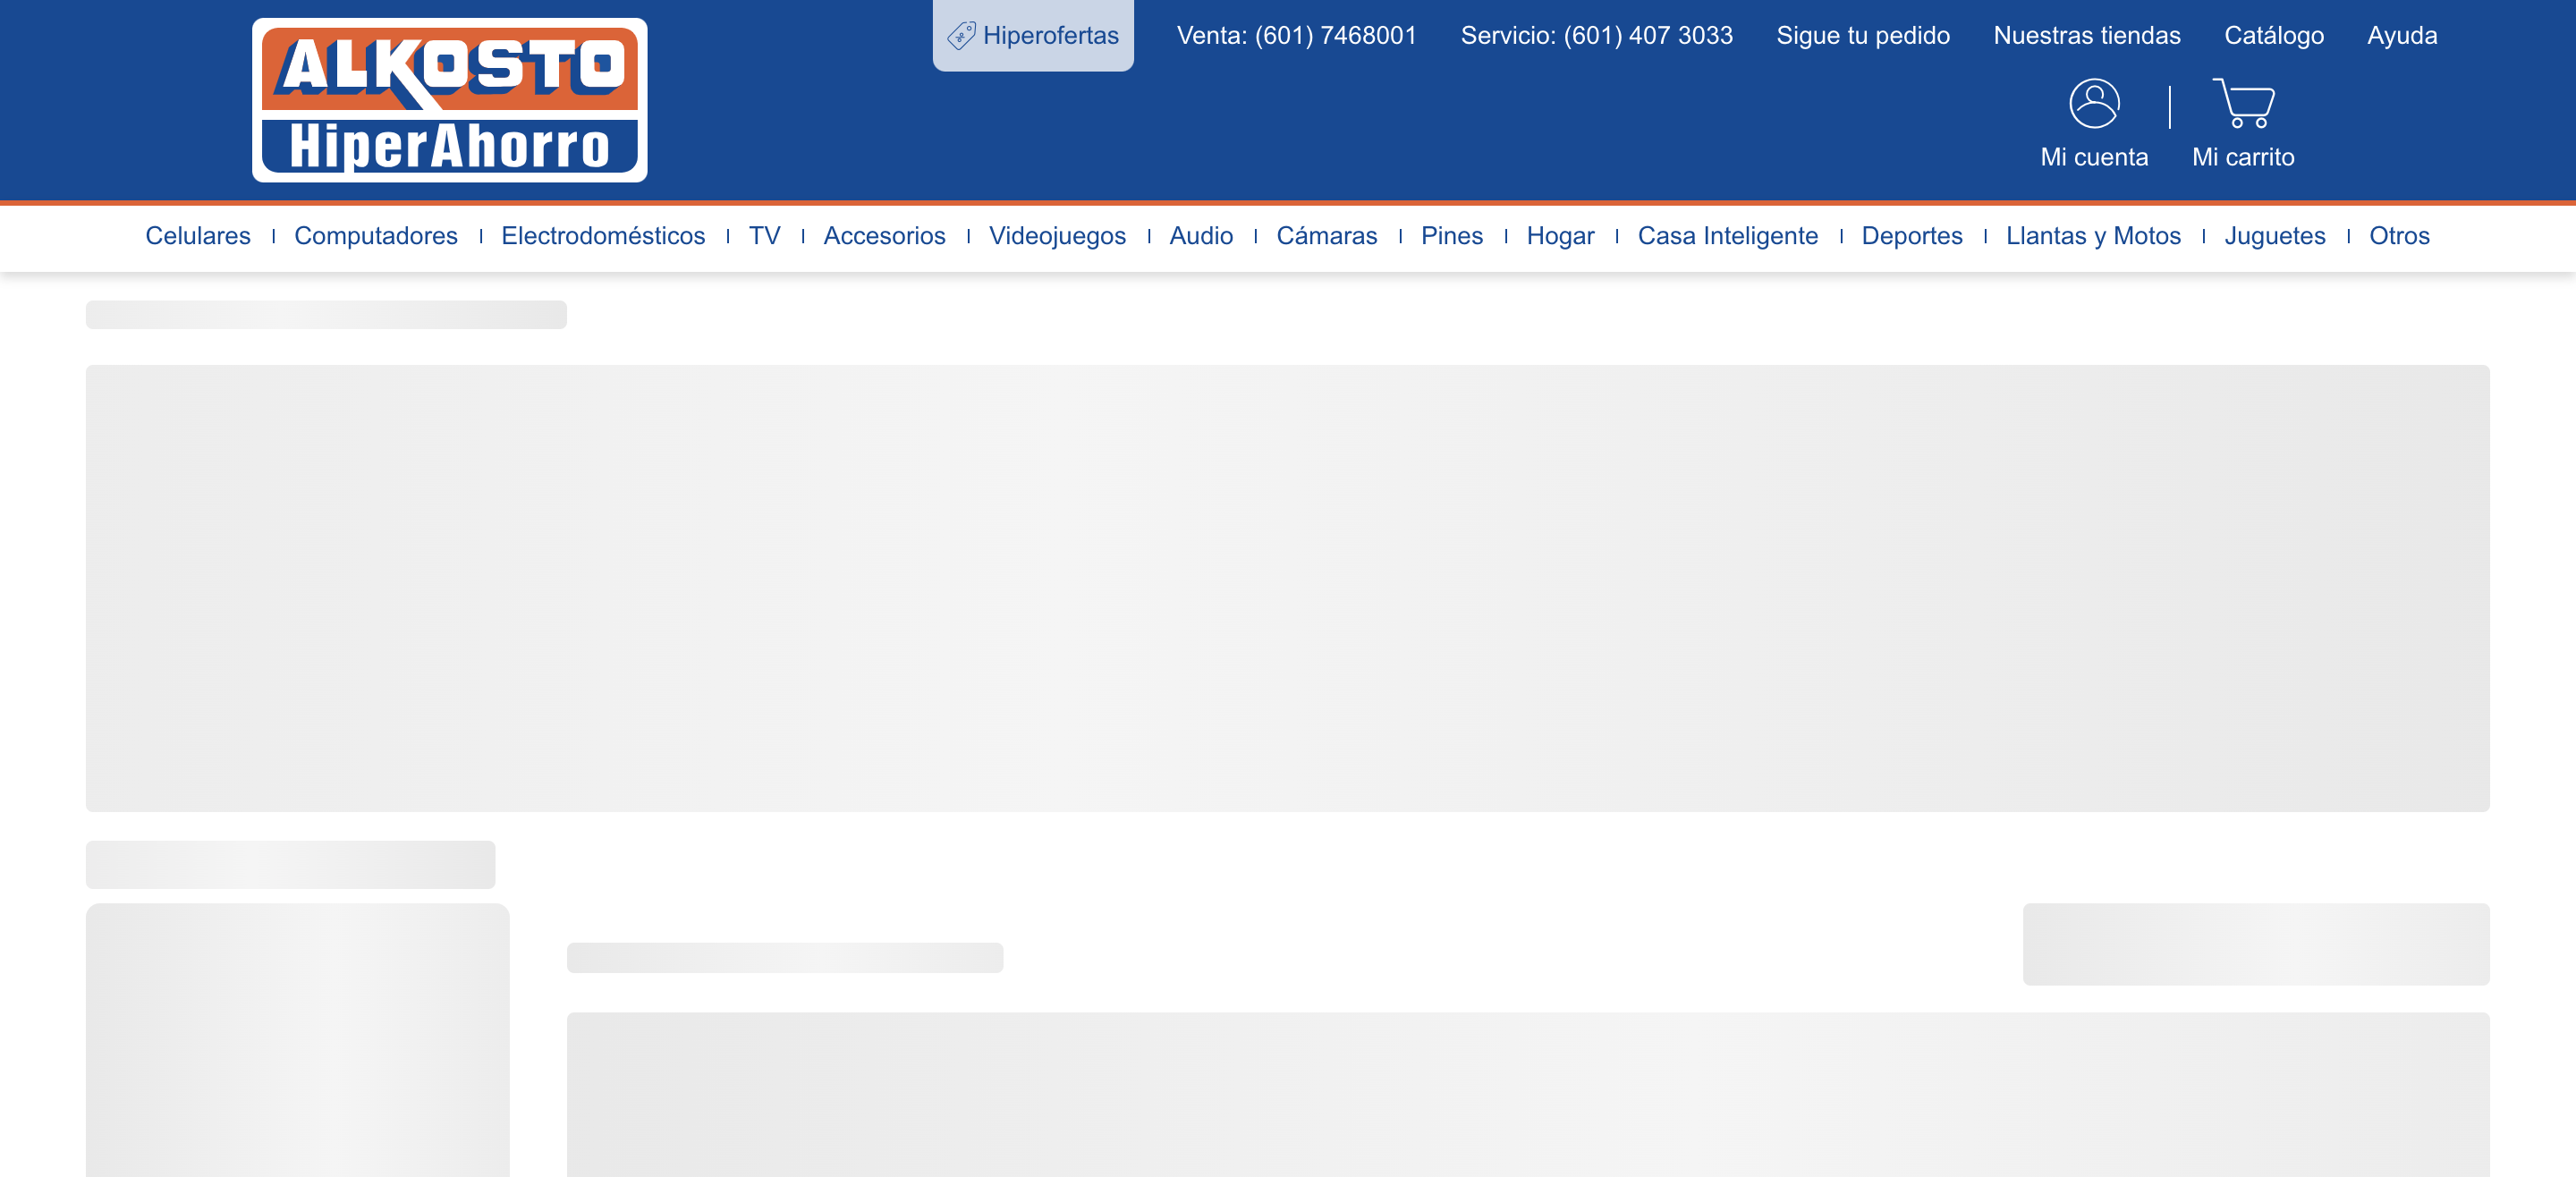 ALKOSTO
HiperAhorro
Hiperofertas Venta: (601) 7468001 Servicio: (601) 407 3033 Sigue tu pedido Nuestras tiendas Catálogo Ayuda
Mi cuenta Mi carrito
Celulares Computadores Electrodomésticos TV Accesorios Videojuegos Audio Cámaras Pines Hogar Casa Inteligente Deportes Llantas y Motos Juguetes Otros